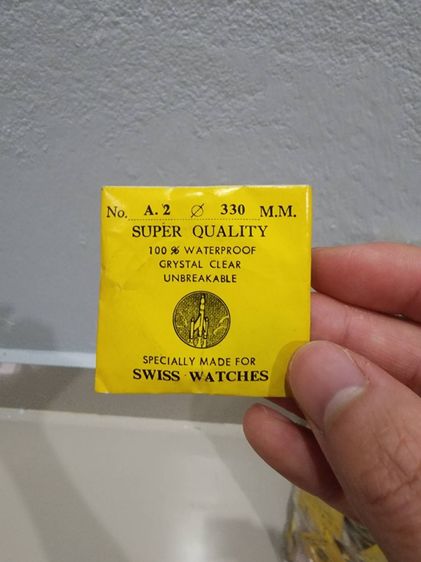 No. A. 2 Ø 330 M.M.
SUPER QUALITY
100 % WATERPROOF
CRYSTAL CLEAR
UNBREAKABLE
SPECIALLY MADE FOR
SWISS WATCHES